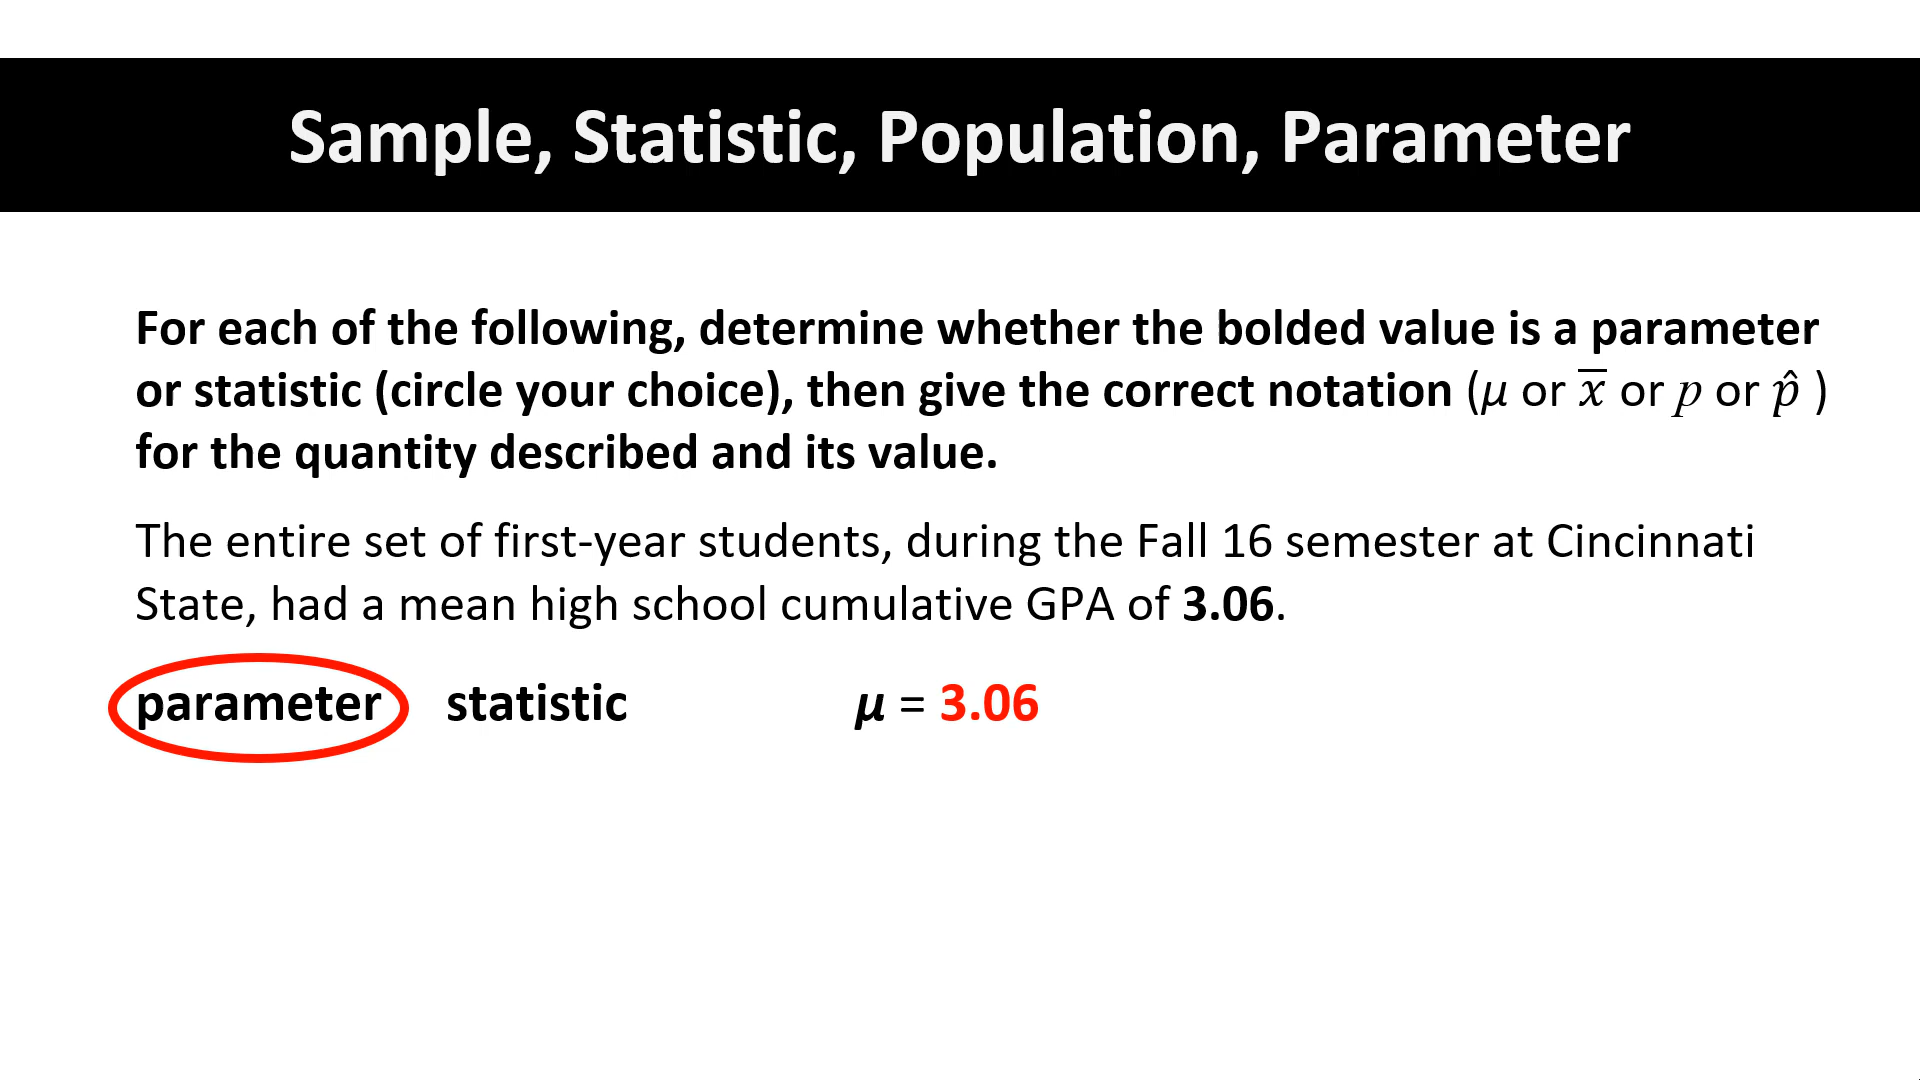 Sample, Statistic, Population, Parameter
For each of the following, determine whether the bolded value is a parameter
or statistic (circle your choice), then give the correct notation (μ or x̅ or p or p̂ )
for the quantity described and its value.
The entire set of first-year students, during the Fall 16 semester at Cincinnati
State, had a mean high school cumulative GPA of 3.06.
parameter statistic μ = 3.06